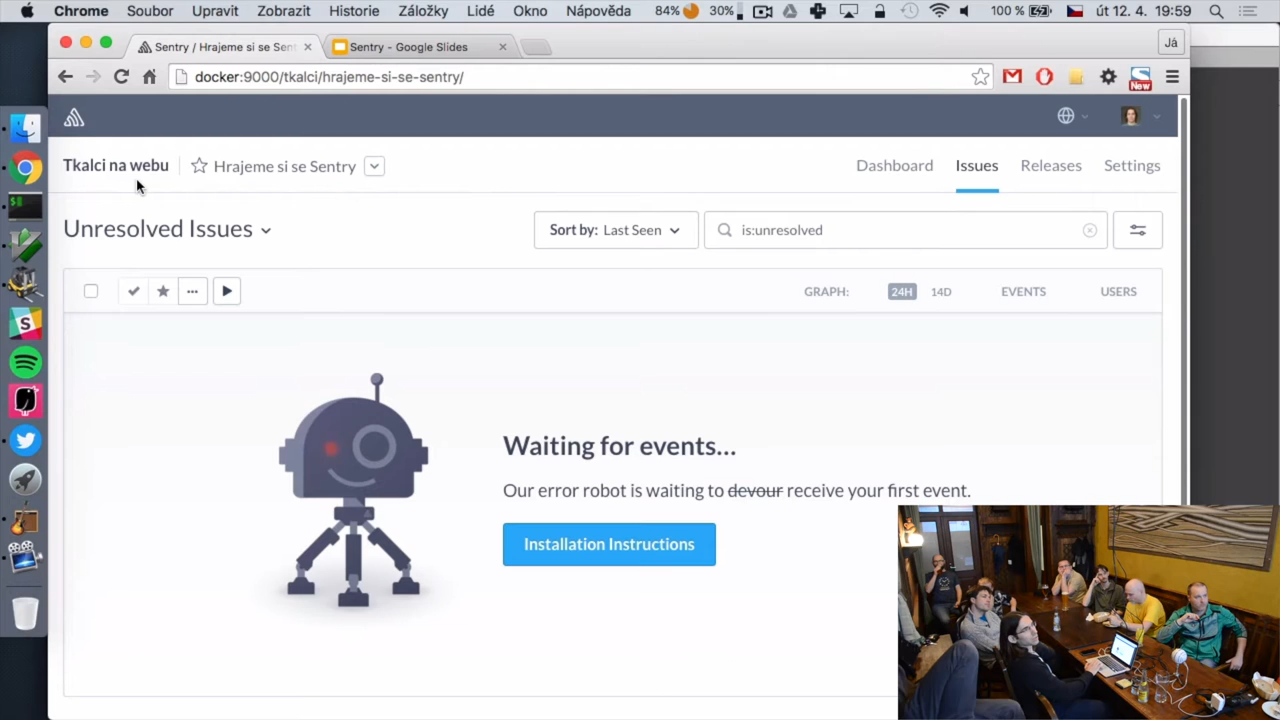 Chrome Soubor Upravit Zobrazit Historie Záložky Lidé Okno Nápověda 84% 30% 100 % út 12. 4. 19:59
Sentry / Hrajeme si se Sent
Sentry - Google Slides
Já
docker:9000/tkalci/hrajeme-si-se-sentry/
New
Tkalci na webu
Hrajeme si se Sentry
Dashboard
Issues
Releases
Settings
Unresolved Issues
Sort by: Last Seen
is:unresolved
GRAPH:
24H
14D
EVENTS
USERS
Waiting for events...
Our error robot is waiting to devour receive your first event.
Installation Instructions